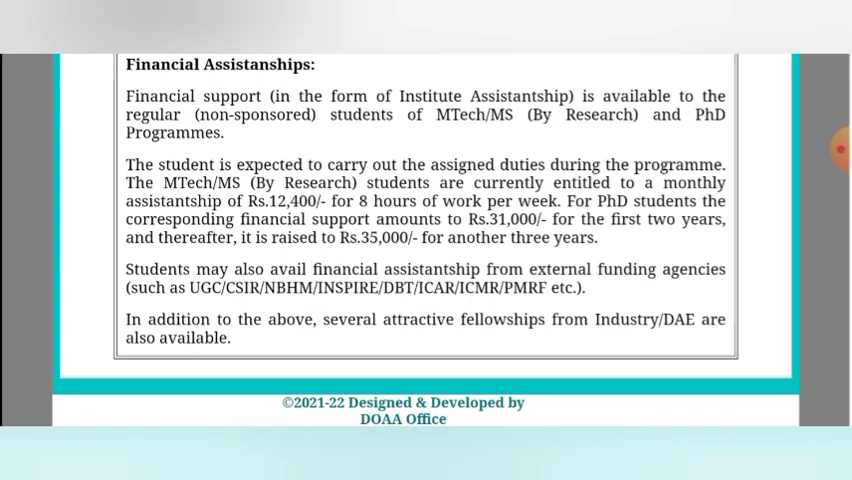 Financial Assistanships:
Financial support (in the form of Institute Assistantship) is available to the
regular (non-sponsored) students of MTech/MS (By Research) and PhD
Programmes.
The student is expected to carry out the assigned duties during the programme.
The MTech/MS (By Research) students are currently entitled to a monthly
assistantship of Rs.12,400/- for 8 hours of work per week. For PhD students the
corresponding financial support amounts to Rs.31,000/- for the first two years,
and thereafter, it is raised to Rs.35,000/- for another three years.
Students may also avail financial assistantship from external funding agencies
(such as UGC/CSIR/NBHM/INSPIRE/DBT/ICAR/ICMR/PMRF etc.).
In addition to the above, several attractive fellowships from Industry/DAE are
also available.
©2021-22 Designed & Developed by
DOAA Office